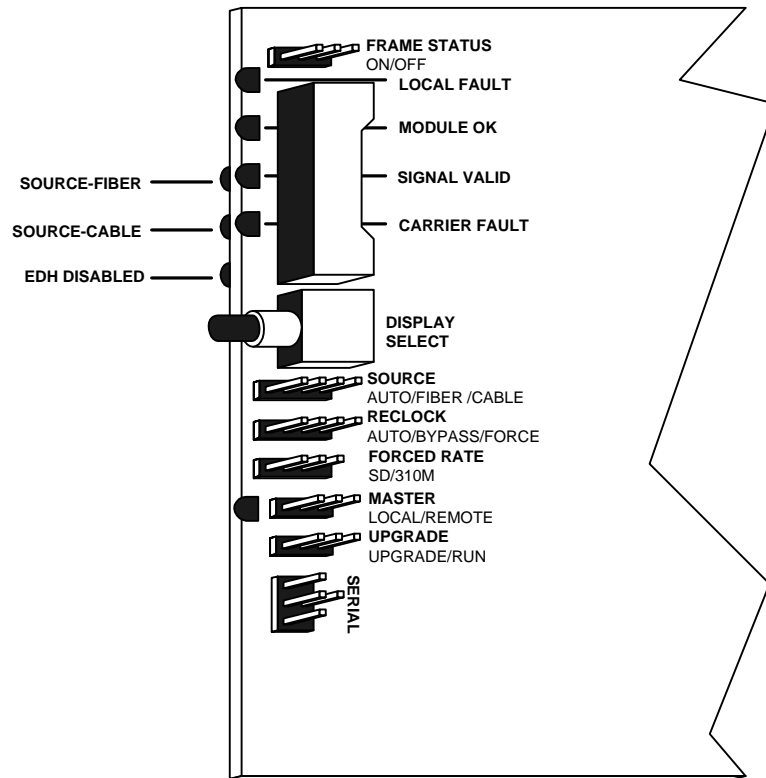 FRAME STATUS
ON/OFF
LOCAL FAULT
MODULE OK
SIGNAL VALID
CARRIER FAULT
SOURCE-FIBER
SOURCE-CABLE
EDH DISABLED
DISPLAY
SELECT
SOURCE
AUTO/FIBER /CABLE
RECLOCK
AUTO/BYPASS/FORCE
FORCED RATE
SD/310M
MASTER
LOCAL/REMOTE
UPGRADE
UPGRADE/RUN
SERIAL